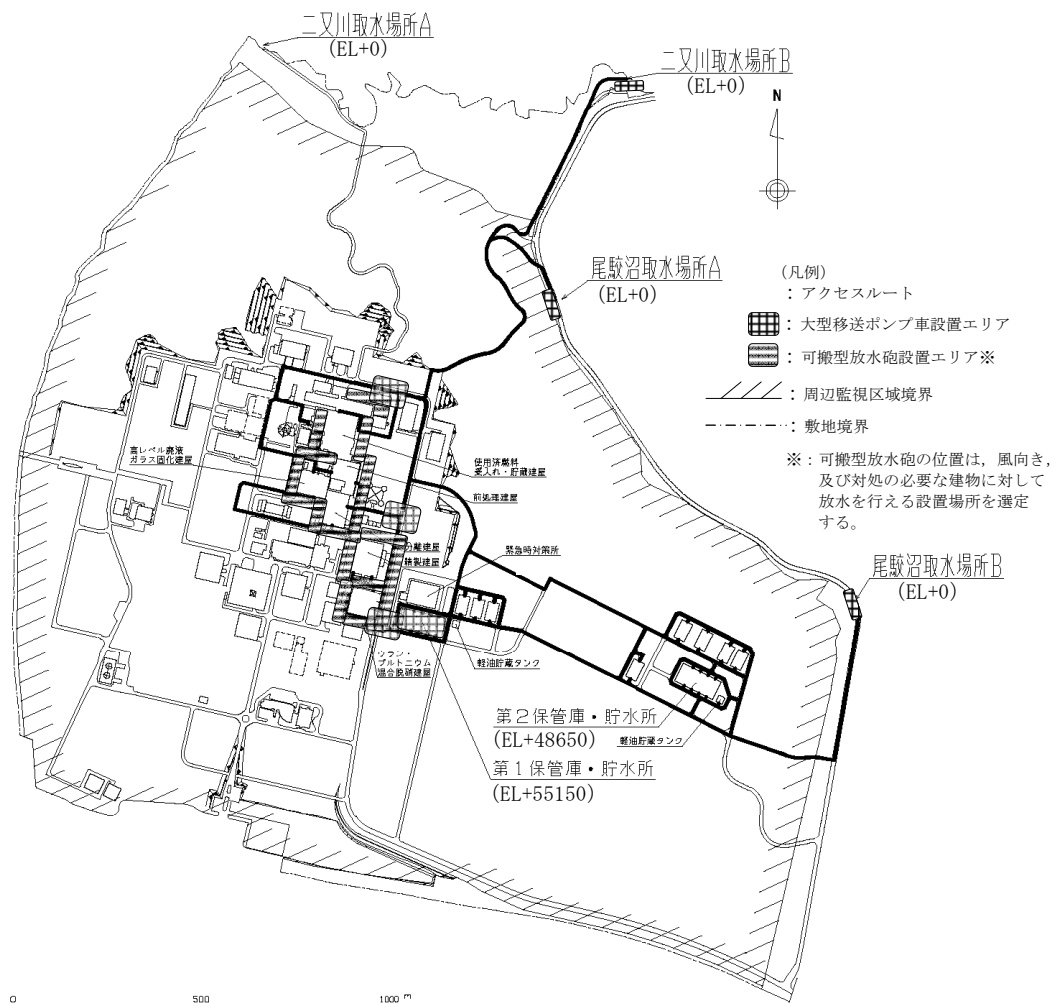 二又川取水場所A
(EL+0)
二又川取水場所B
(EL+0)
N
尾駮沼取水場所A
(EL+0)
(凡例)
：アクセスルート
：大型移送ポンプ車設置エリア
：可搬型放水砲設置エリア※
：周辺監視区域境界
：敷地境界
※：可搬型放水砲の位置は，風向き，
及び対処の必要な建物に対して
放水を行える設置場所を選定
する。
高レベル廃液
ガラス固化建屋
使用済燃料
受入れ・貯蔵建屋
前処理建屋
分離建屋
精製建屋
緊急時対策所
尾駮沼取水場所B
(EL+0)
ウラン・
プルトニウム
混合脱硝建屋
軽油貯蔵タンク
第2保管庫・貯水所
(EL+48650)
軽油貯蔵タンク
第1保管庫・貯水所
(EL+55150)
0 500 1000 m